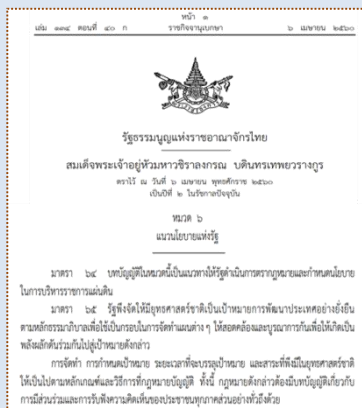 หน้า ๑
เล่ม ๑๓๔ ตอนที่ ๔๐ ก ราชกิจจานุเบกษา ๖ เมษายน ๒๕๖๐
รัฐธรรมนูญแห่งราชอาณาจักรไทย
สมเด็จพระเจ้าอยู่หัวมหาวชิราลงกรณ บดินทรเทพยวรางกูร
ตราไว้ ณ วันที่ ๖ เมษายน พุทธศักราช ๒๕๖๐
เป็นปีที่ ๒ ในรัชกาลปัจจุบัน
หมวด ๖
แนวนโยบายแห่งรัฐ
มาตรา ๖๔ บทบัญญัติในหมวดนี้เป็นแนวทางให้รัฐดำเนินการตรากฎหมายและกำหนดนโยบาย
ในการบริหารราชการแผ่นดิน
มาตรา ๖๕ รัฐพึงจัดให้มียุทธศาสตร์ชาติเป็นเป้าหมายการพัฒนาประเทศอย่างยั่งยืน
ตามหลักธรรมาภิบาลเพื่อใช้เป็นกรอบในการจัดทำแผนต่าง ๆ ให้สอดคล้องและบูรณาการกันเพื่อให้เกิดเป็น
พลังผลักดันร่วมกันไปสู่เป้าหมายดังกล่าว
การจัดทำ การกำหนดเป้าหมาย ระยะเวลาที่จะบรรลุเป้าหมาย และสาระที่พึงมีในยุทธศาสตร์ชาติ
ให้เป็นไปตามหลักเกณฑ์และวิธีการที่กฎหมายบัญญัติ ทั้งนี้ กฎหมายดังกล่าวต้องมีบทบัญญัติเกี่ยวกับ
การมีส่วนร่วมและการรับฟังความคิดเห็นของประชาชนทุกภาคส่วนอย่างทั่วถึงด้วย